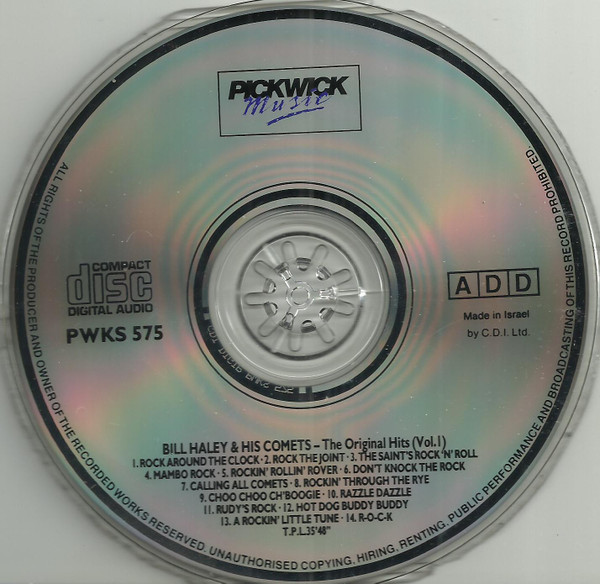 PICKWICK
Music
COMPACT
disc
DIGITAL AUDIO
PWKS 575
A D D
Made in Israel
by C.D.I. Ltd.
BILL HALEY & HIS COMETS – The Original Hits (Vol.1)
1. ROCK AROUND THE CLOCK · 2. ROCK THE JOINT · 3. THE SAINT'S ROCK 'N' ROLL
4. MAMBO ROCK · 5. ROCKIN' ROLLIN' ROVER · 6. DON'T KNOCK THE ROCK
7. CALLING ALL COMETS · 8. ROCKIN' THROUGH THE RYE
9. CHOO CHOO CH'BOOGIE · 10. RAZZLE DAZZLE
11. RUDY'S ROCK · 12. HOT DOG BUDDY BUDDY
13. A ROCKIN' LITTLE TUNE · 14. R-O-C-K
T.P.L.35'48"
ALL RIGHTS OF THE PRODUCER AND OWNER OF THE RECORDED WORKS RESERVED. UNAUTHORISED COPYING, HIRING, RENTING, PUBLIC PERFORMANCE AND BROADCASTING OF THIS RECORD PROHIBITED.